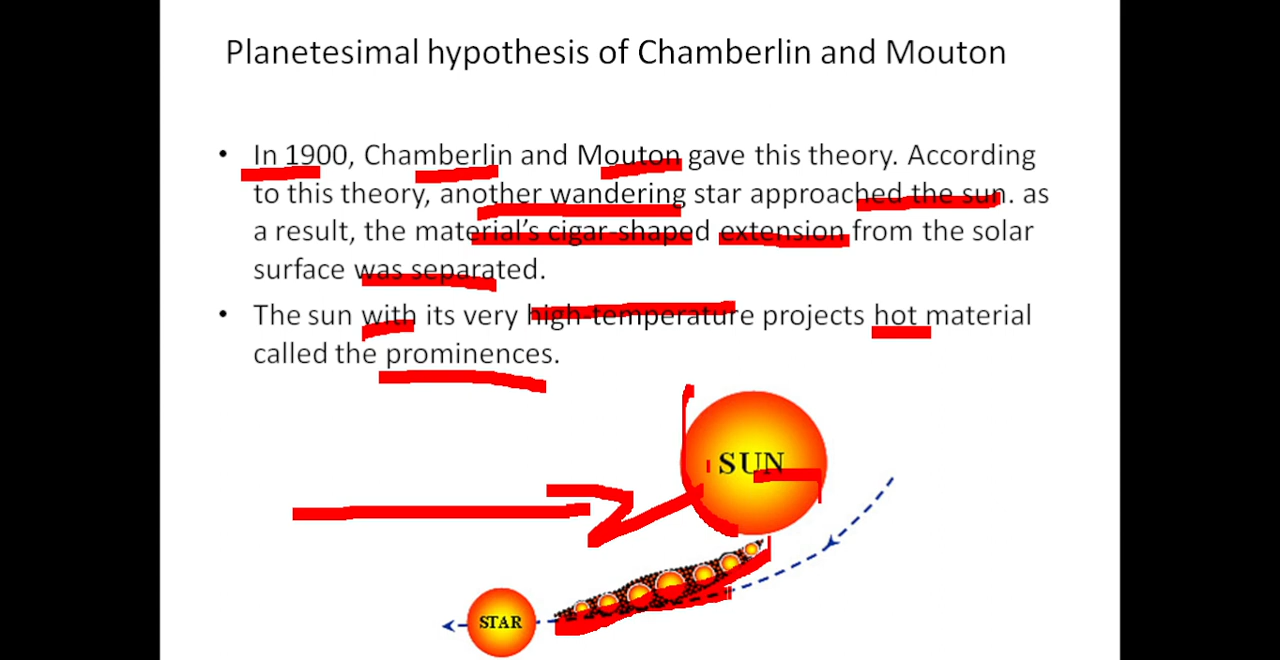 Planetesimal hypothesis of Chamberlin and Mouton
• In 1900, Chamberlin and Mouton gave this theory. According
to this theory, another wandering star approached the sun. as
a result, the material's cigar-shaped extension from the solar
surface was separated.
• The sun with its very high-temperature projects hot material
called the prominences.
SUN
STAR